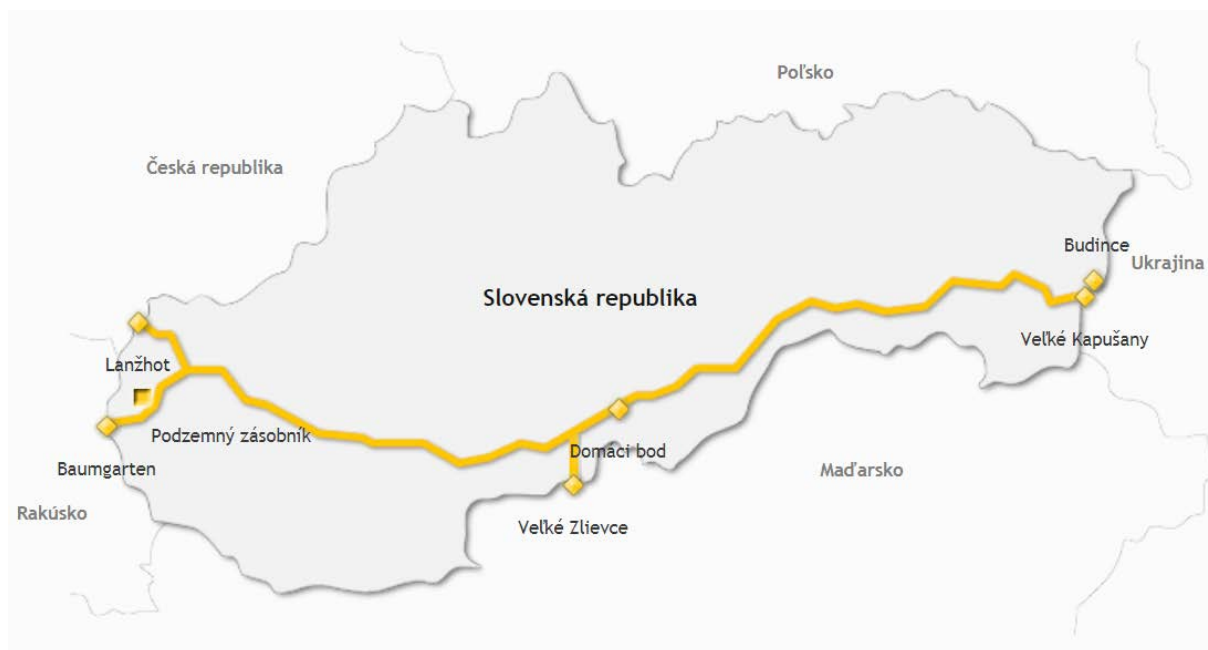 Poľsko
Česká republika
Budince
Ukrajina
Slovenská republika
Veľké Kapušany
Lanžhot
Podzemný zásobník
Domáci bod
Baumgarten
Maďarsko
Rakúsko
Veľké Zlievce